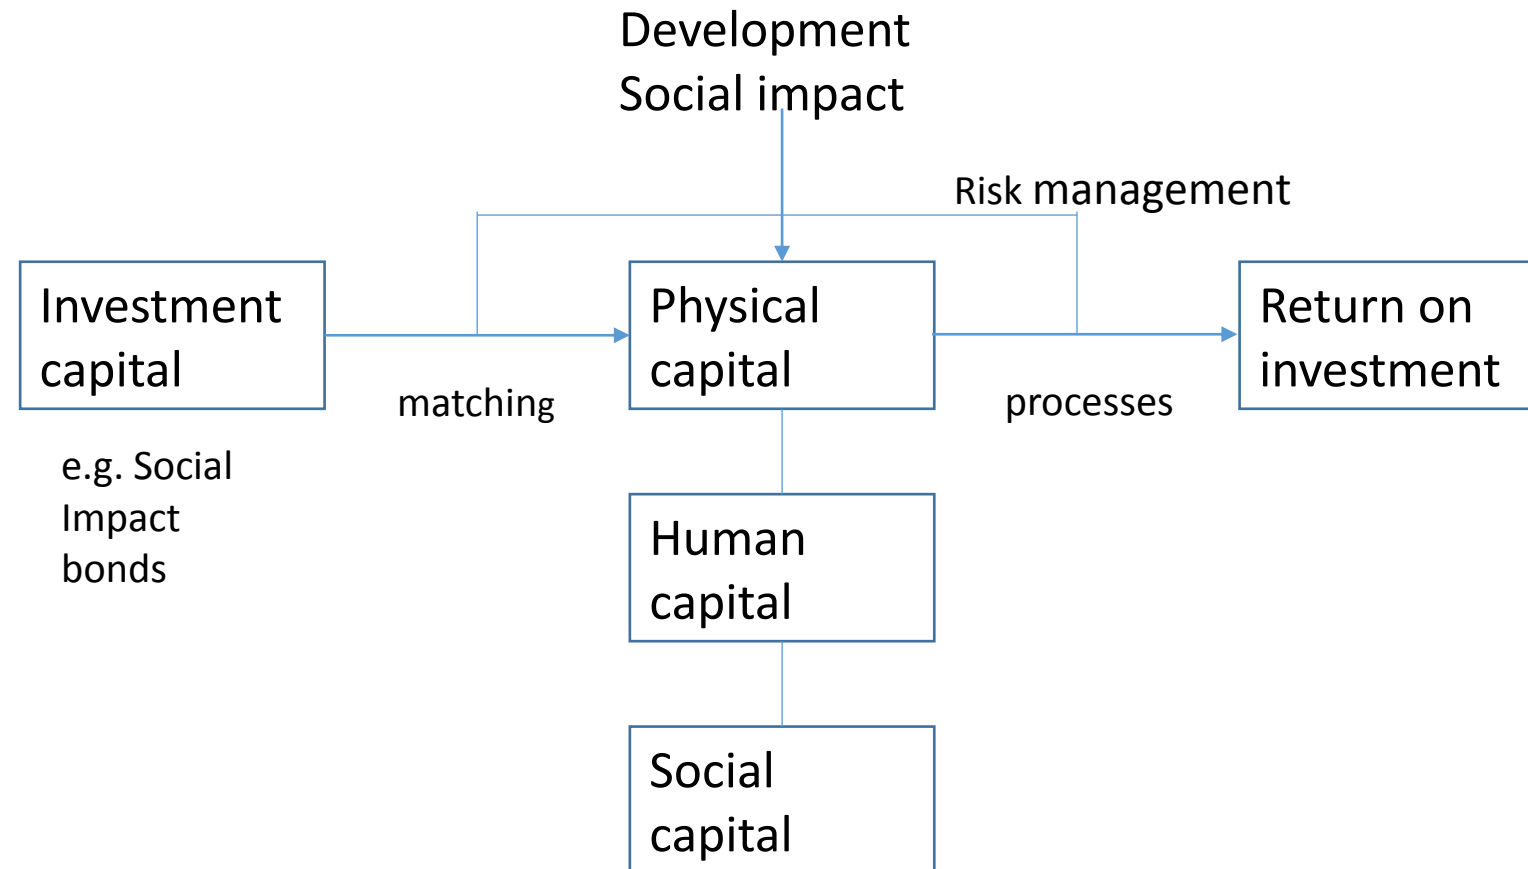 Development
Social impact
Risk management
Investment
capital
Physical
capital
Return on
investment
matching
processes
e.g. Social
Impact
bonds
Human
capital
Social
capital